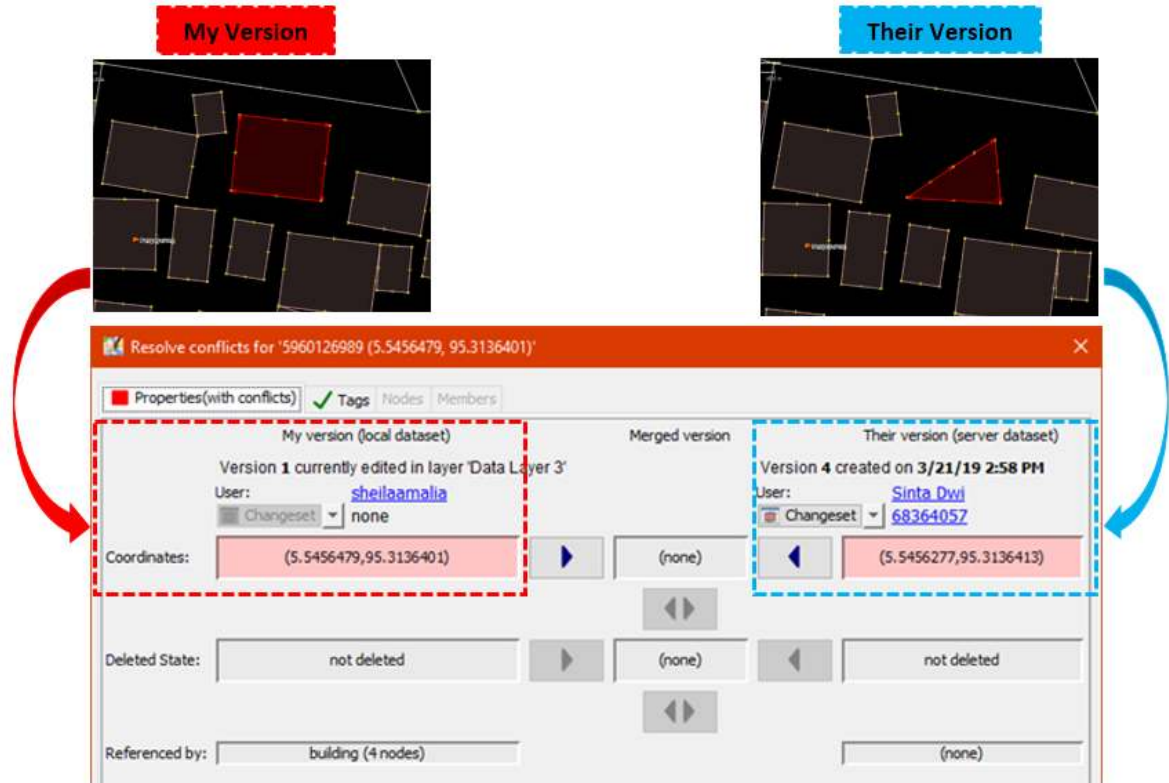 My Version
Their Version
Resolve conflicts for '5960126989 (5.5456479, 95.3136401)'
Properties(with conflicts) Tags Nodes Members
My version (local dataset) Merged version Their version (server dataset)
Version 1 currently edited in layer 'Data Layer 3' Version 4 created on 3/21/19 2:58 PM
User: sheilaamalia User: Sinta Dwi
Changeset none Changeset 68364057
Coordinates: (5.5456479,95.3136401) (none) (5.5456277,95.3136413)
Deleted State: not deleted (none) not deleted
Referenced by: building (4 nodes) (none)